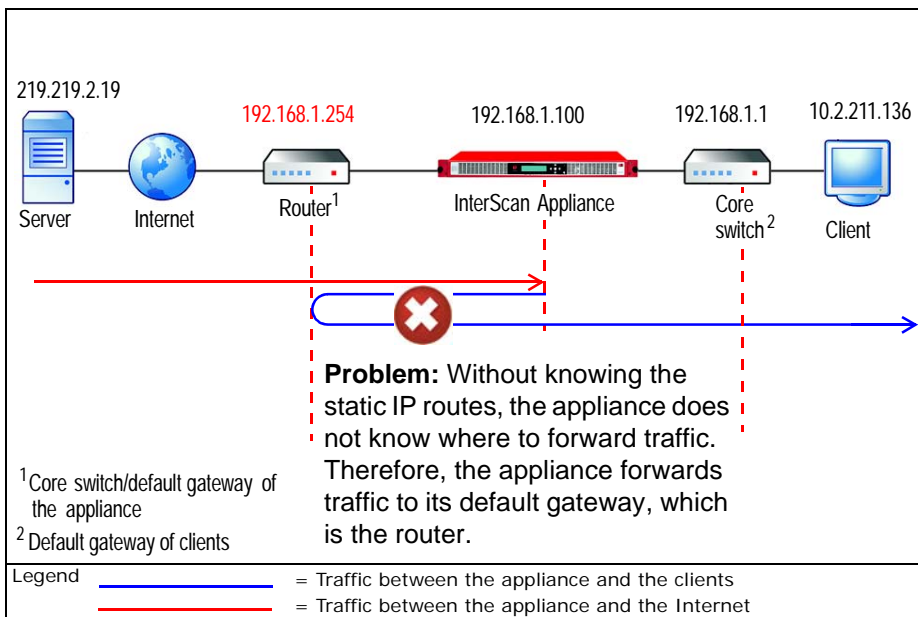 219.219.2.19
192.168.1.254
192.168.1.100
192.168.1.1
10.2.211.136
Server
Internet
Router1
InterScan Appliance
Core
switch2
Client
Problem: Without knowing the
static IP routes, the appliance does
not know where to forward traffic.
Therefore, the appliance forwards
traffic to its default gateway, which
is the router.
1Core switch/default gateway of
the appliance
2 Default gateway of clients
Legend
= Traffic between the appliance and the clients
= Traffic between the appliance and the Internet